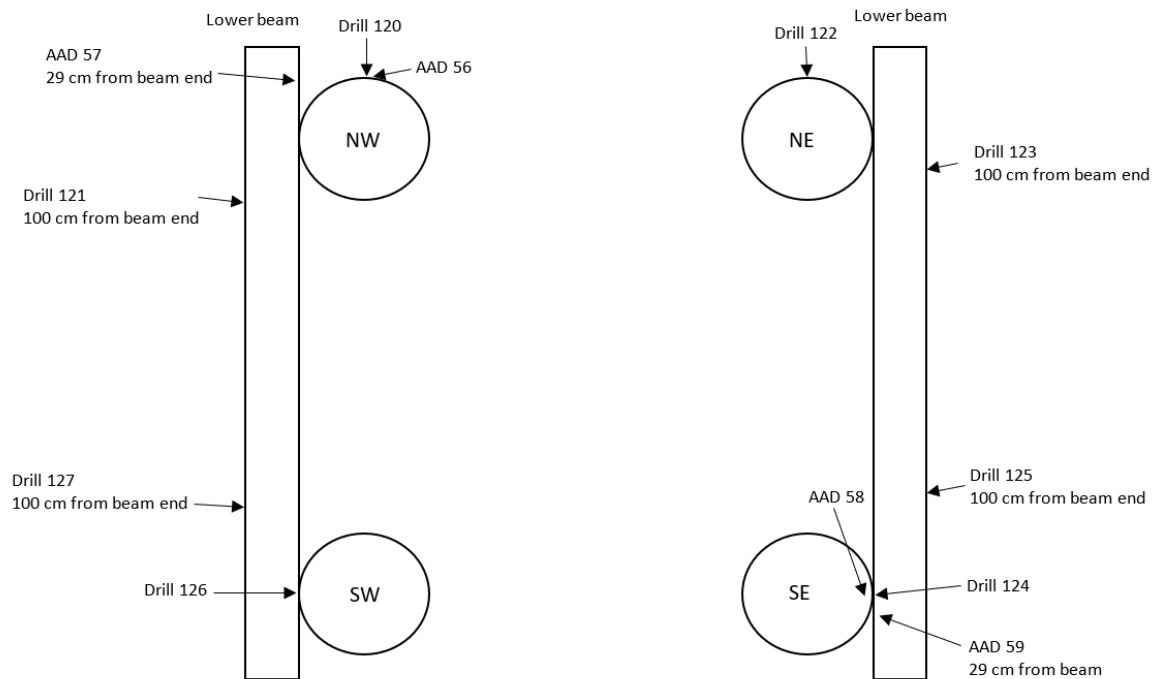 Lower beam
Drill 120
AAD 57
29 cm from beam end
AAD 56
NW
Drill 121
100 cm from beam end
Drill 127
100 cm from beam end
Drill 126
SW
Lower beam
Drill 122
NE
Drill 123
100 cm from beam end
Drill 125
100 cm from beam end
AAD 58
SE
Drill 124
AAD 59
29 cm from beam